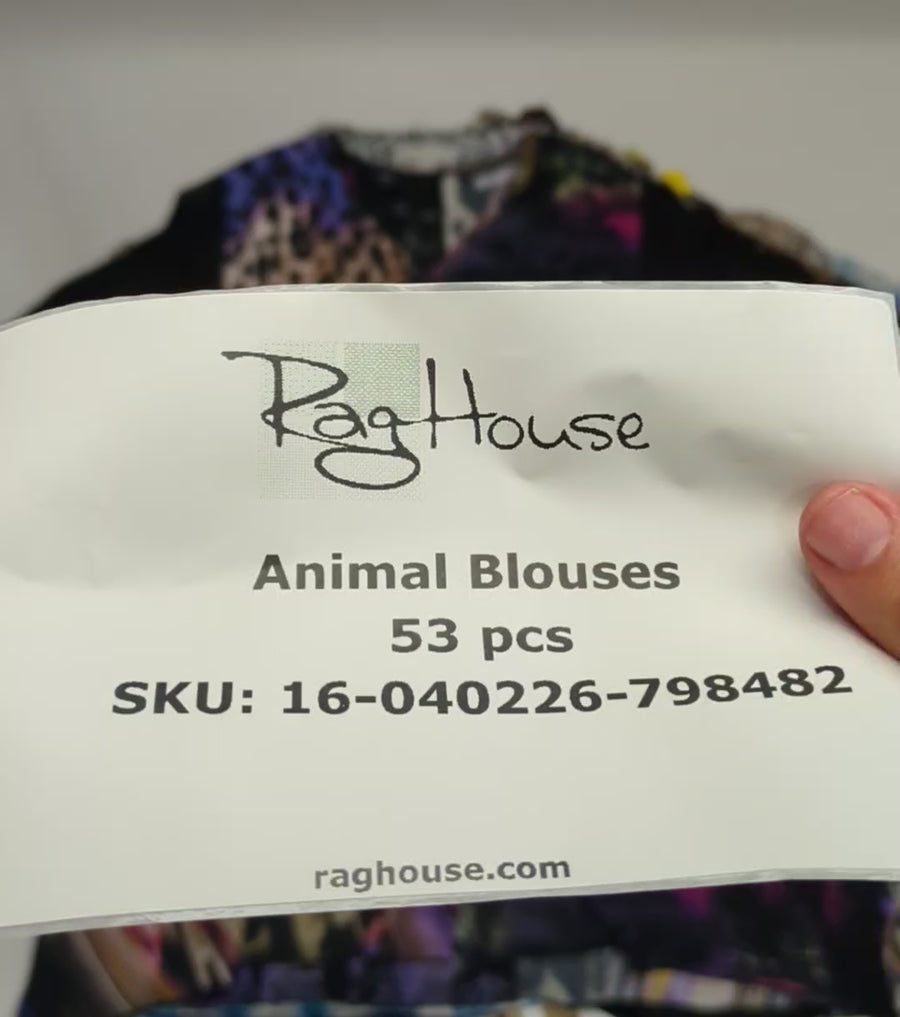 RagHouse
Animal Blouses
53 pcs
SKU: 16-040226-798482
raghouse.com